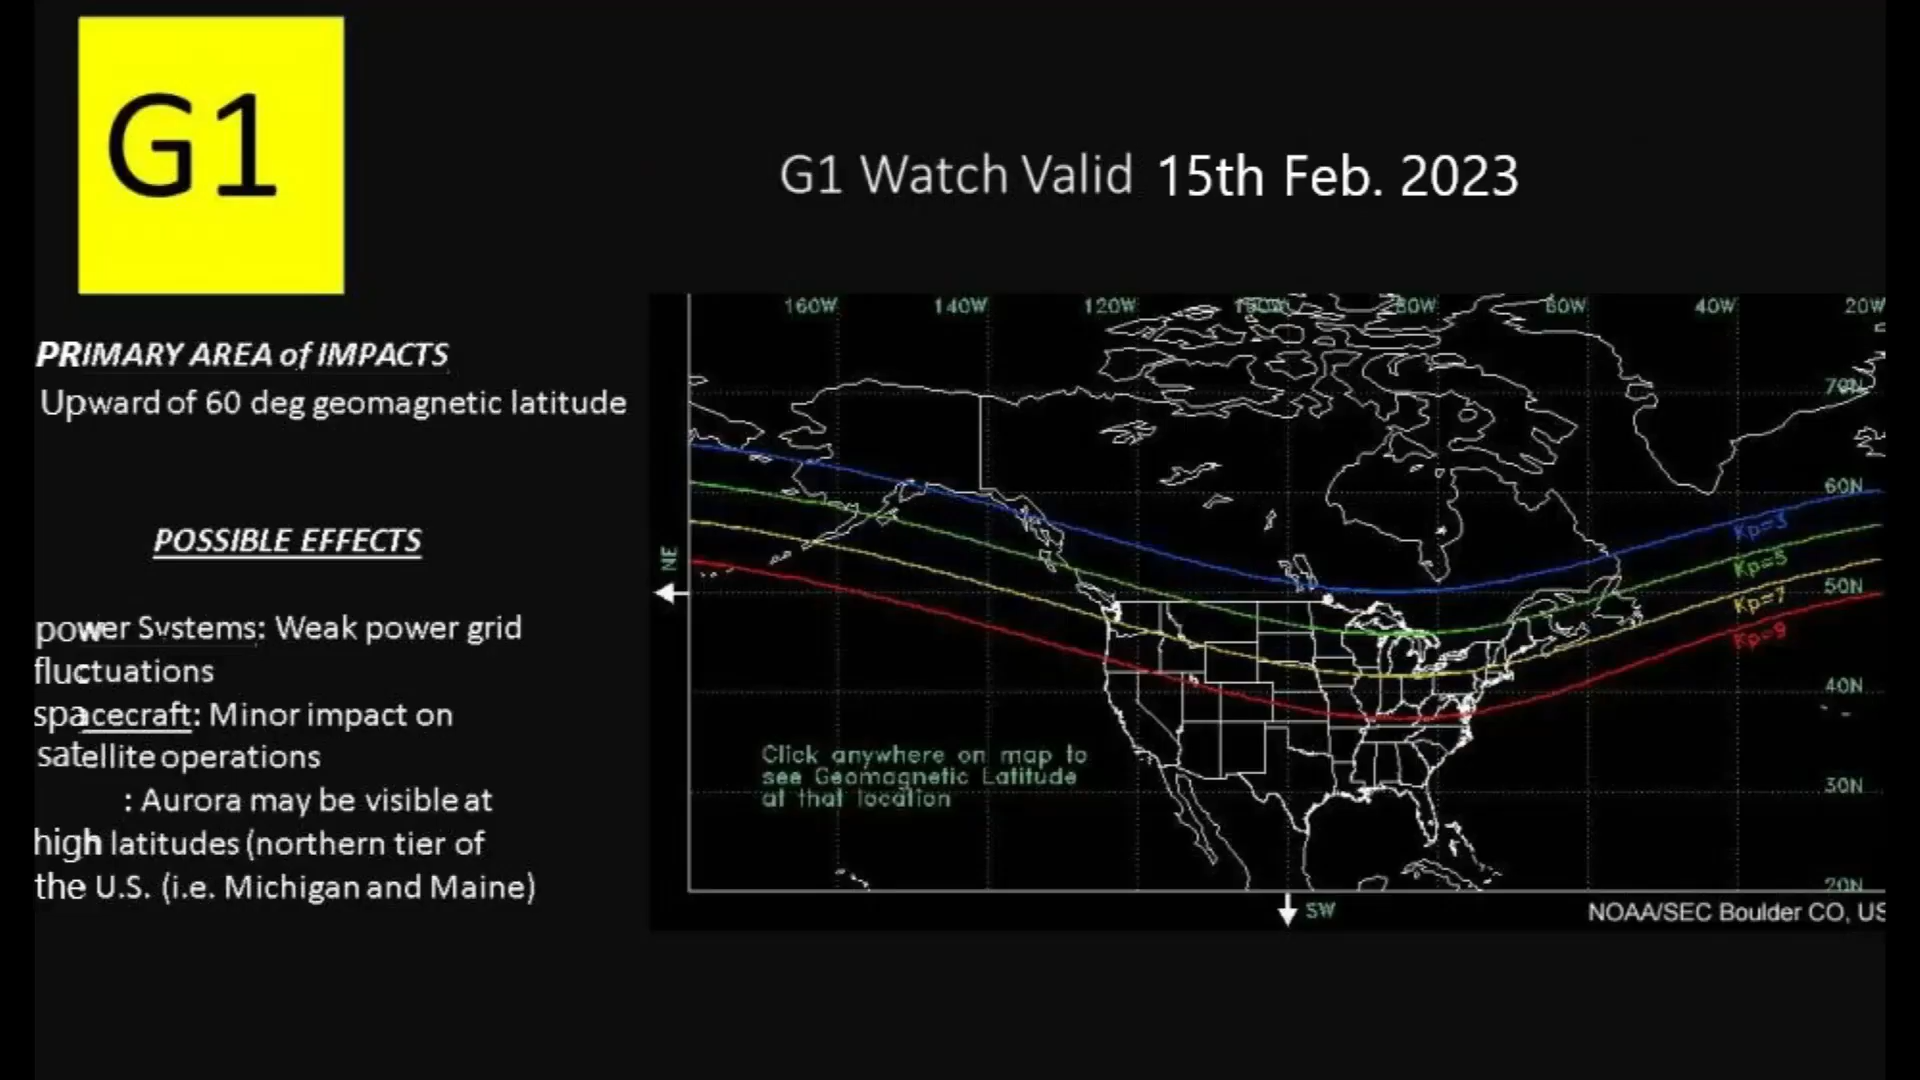 G1
G1 Watch Valid 15th Feb. 2023
PRIMARY AREA of IMPACTS
Upward of 60 deg geomagnetic latitude
POSSIBLE EFFECTS
power Systems: Weak power grid
fluctuations
spacecraft: Minor impact on
satellite operations
: Aurora may be visible at
high latitudes (northern tier of
the U.S. (i.e. Michigan and Maine)
160W 140W 120W 100W 80W 60W 40W 20W
70N
60N
Kp=3
Kp=5
50N
Kp=7
Kp=9
40N
30N
20N
NE
Click anywhere on map to
see Geomagnetic Latitude
at that location
SW
NOAA/SEC Boulder CO, US